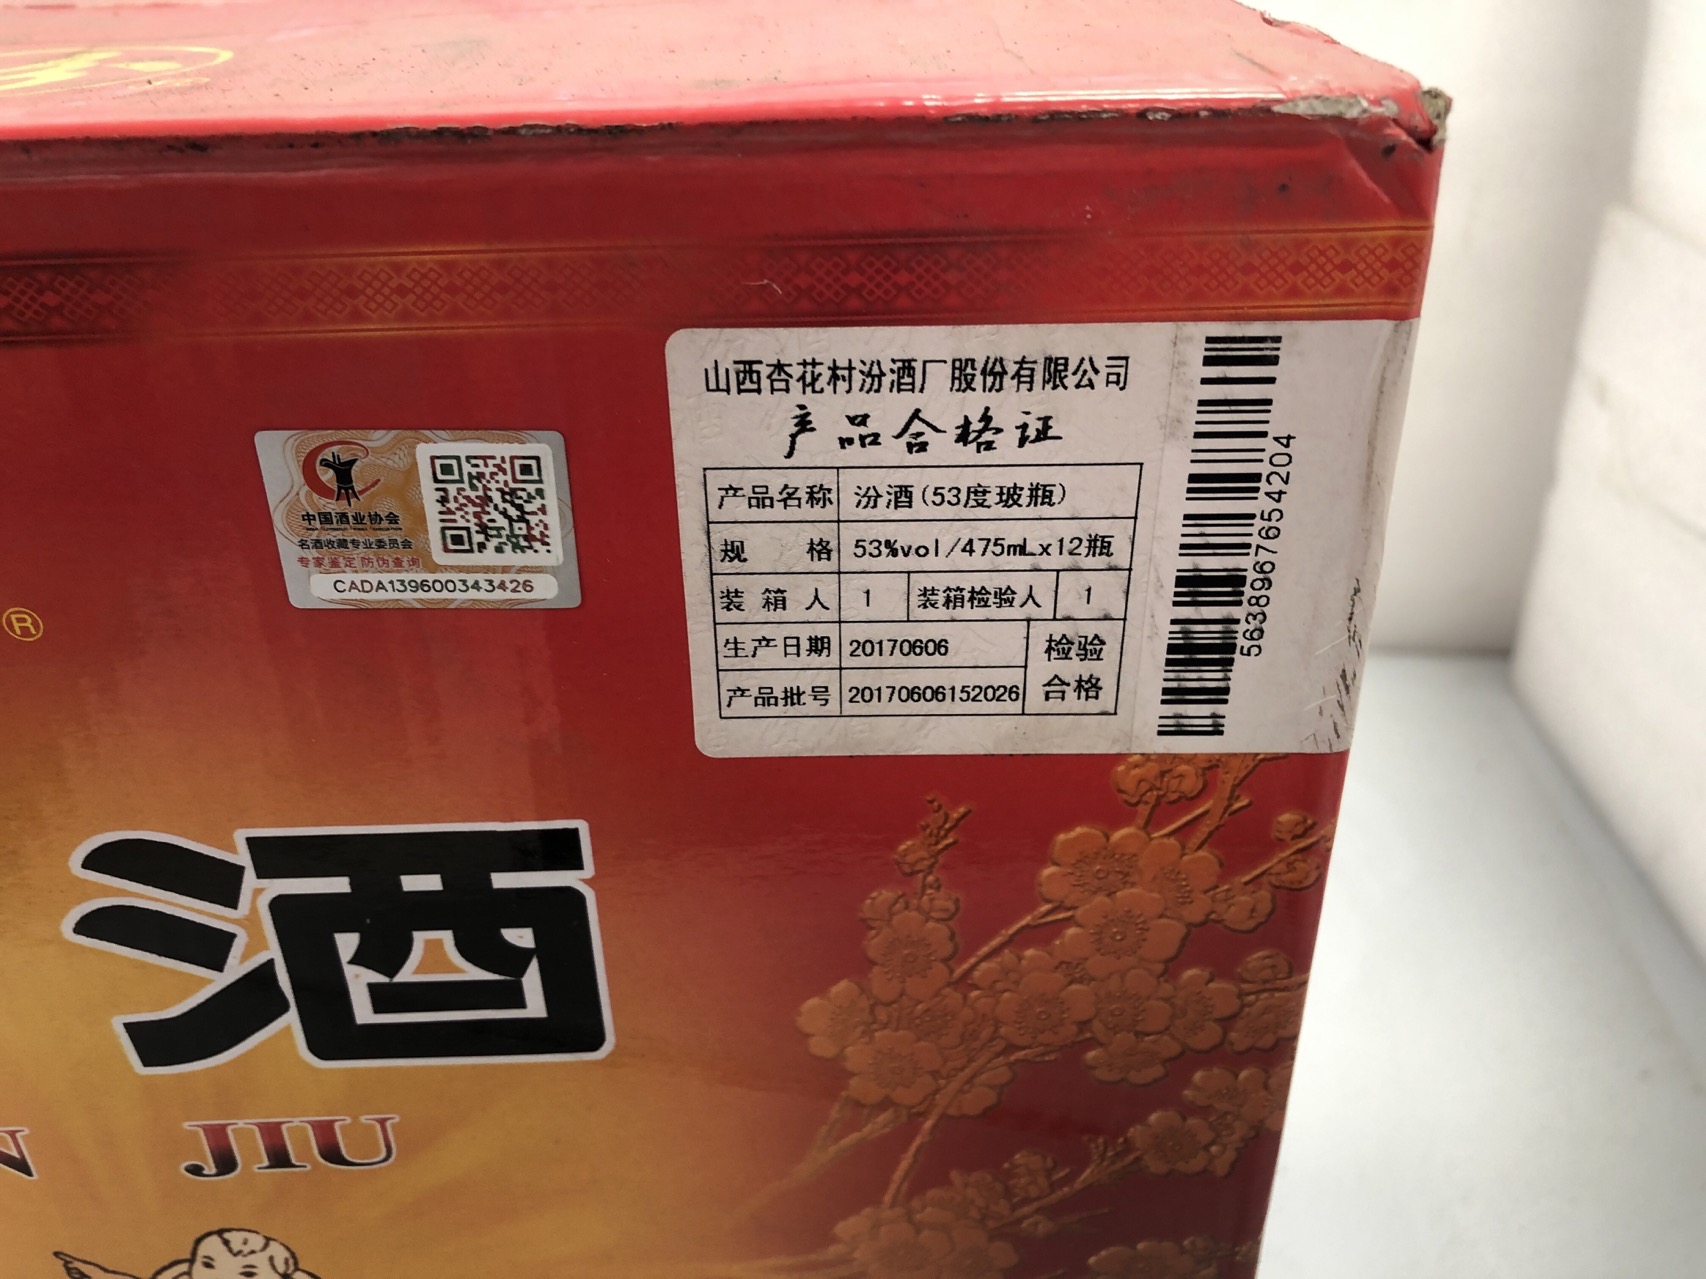 中国酒业协会
名酒收藏专业委员会
专家鉴定 防伪查询
CADA139600343426
山西杏花村汾酒厂股份有限公司
产品合格证
产品名称 汾酒(53度玻瓶)
规 格 53%vol/475mLx12瓶
装箱人 1 装箱检验人 1
生产日期 20170606 检验
产品批号 20170606152026 合格
5638967654204
®
酒
N JIU